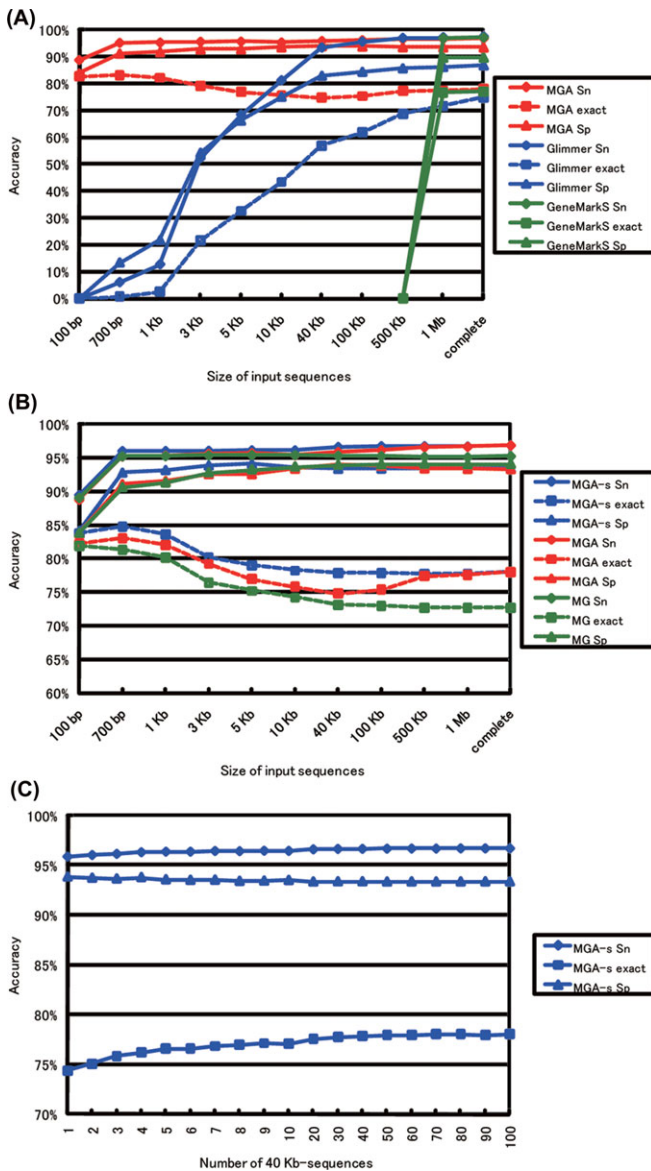 (A)
100%
90%
80%
70%
60%
50%
40%
30%
20%
10%
0%
Accuracy
100 bp
700 bp
1 Kb
3 Kb
5 Kb
10 Kb
40 Kb
100 Kb
500 Kb
1 Mb
complete
Size of input sequences
MGA Sn
MGA exact
MGA Sp
Glimmer Sn
Glimmer exact
Glimmer Sp
GeneMarkS Sn
GeneMarkS exact
GeneMarkS Sp
(B)
100%
95%
90%
85%
80%
75%
70%
65%
60%
Accuracy
100 bp
700 bp
1 Kb
3 Kb
5 Kb
10 Kb
40 Kb
100 Kb
500 Kb
1 Mb
complete
Size of input sequences
MGA-s Sn
MGA-s exact
MGA-s Sp
MGA Sn
MGA exact
MGA Sp
MG Sn
MG exact
MG Sp
(C)
100%
95%
90%
85%
80%
75%
70%
Accuracy
1
2
3
4
5
6
7
8
9
10
20
30
40
50
60
70
80
90
100
Number of 40 Kb-sequences
MGA-s Sn
MGA-s exact
MGA-s Sp